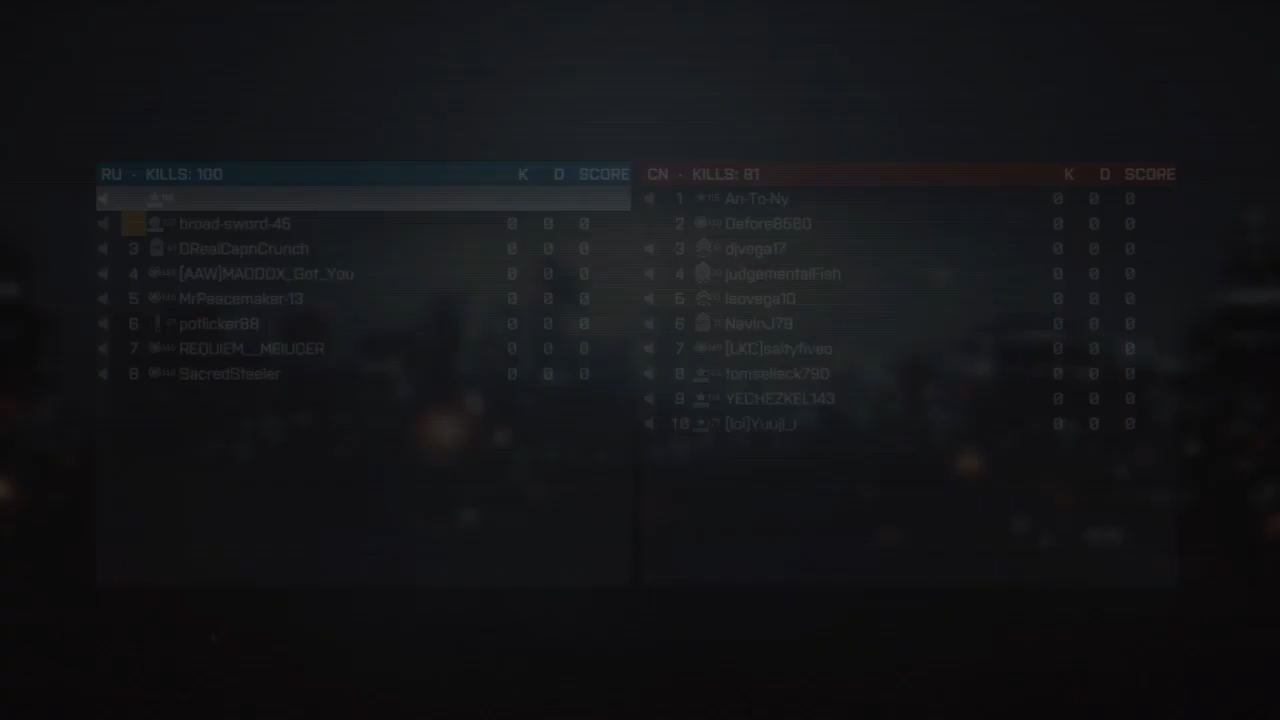 RU - KILLS: 100 K D SCORE
broad-sword-45 0 0 0
3 DRealCapnCrunch 0 0 0
4 [AAW]MADDOX_Got_You 0 0 0
5 MrPeacemaker-13 0 0 0
6 potlicker88 0 0 0
7 0 0 0
8 SacredSteeler 0 0 0
CN - KILLS: 81 K D SCORE
1 An-To-Ny 0 0 0
2 Defore8560 0 0 0
3 djvega17 0 0 0
4 judgementalFish 0 0 0
5 leovega10 0 0 0
6 Navin_I79 0 0 0
7 [LKC]saltyfiveo 0 0 0
8 tomselleck790 0 0 0
9 YECHEZKEL143 0 0 0
10 [lol]Yuuji_I 0 0 0